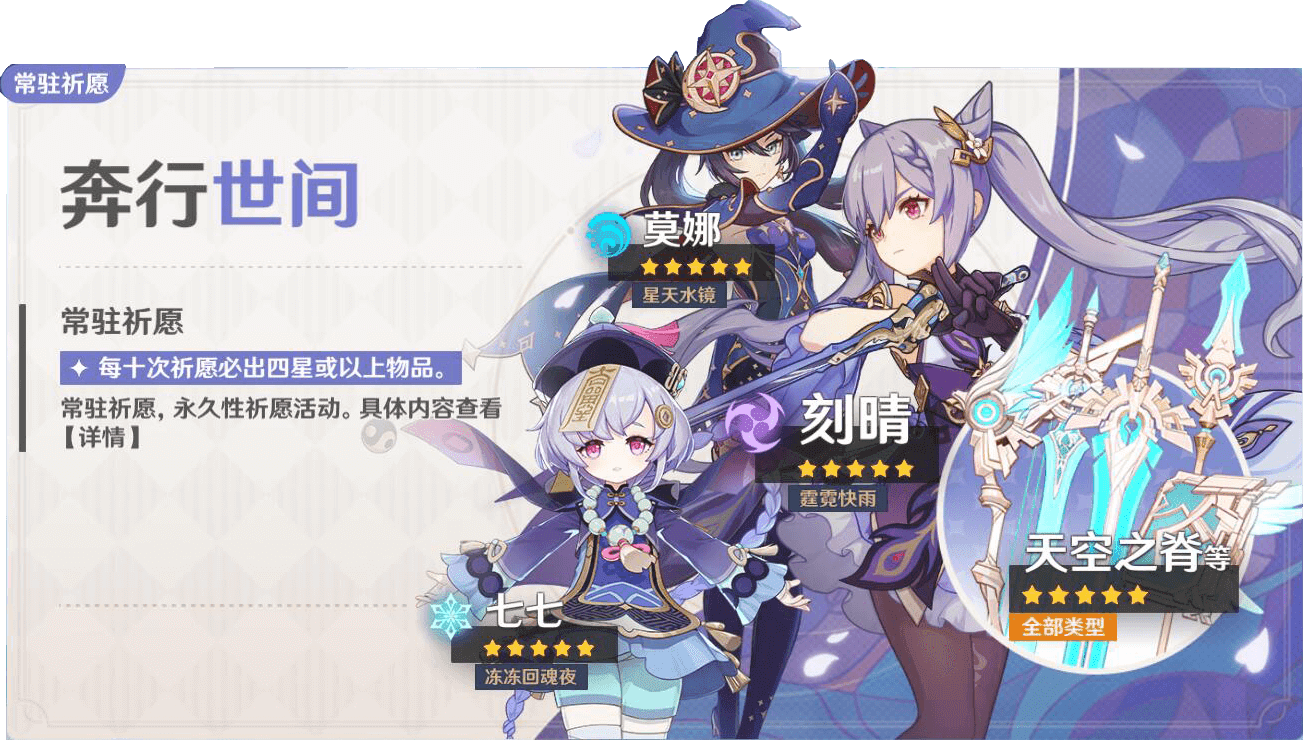 常驻祈愿
奔行世间
常驻祈愿
每十次祈愿必出四星或以上物品。
常驻祈愿，永久性祈愿活动。具体内容查看
【详情】
莫娜
星天水镜
刻晴
霆霓快雨
七七
冻冻回魂夜
天空之脊等
全部类型